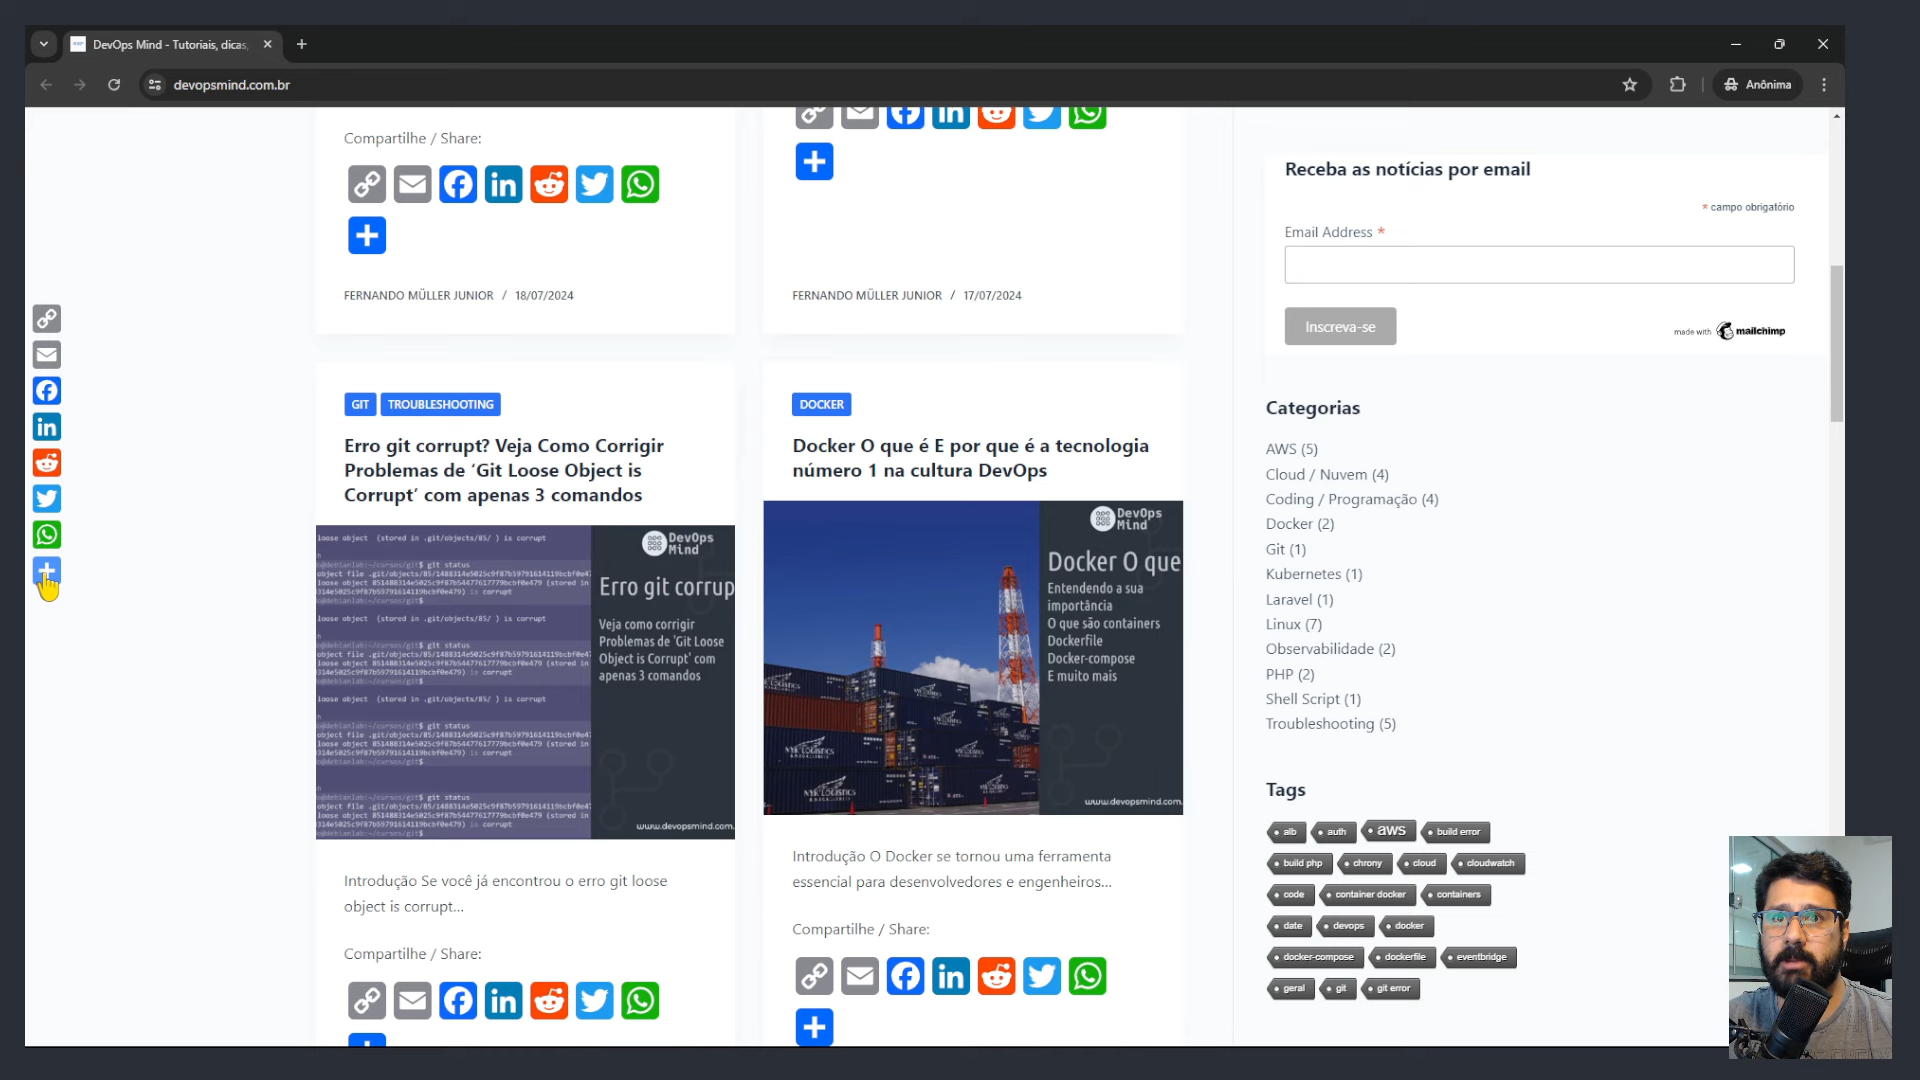 DevOps Mind - Tutoriais, dicas,
devopsmind.com.br
Anônima
Compartilhe / Share:
FERNANDO MÜLLER JUNIOR / 18/07/2024
FERNANDO MÜLLER JUNIOR / 17/07/2024
GIT TROUBLESHOOTING
Erro git corrupt? Veja Como Corrigir
Problemas de ‘Git Loose Object is
Corrupt’ com apenas 3 comandos
DevOps
Mind
Erro git corrup
Veja como corrigir
Problemas de 'Git Loose
Object is Corrupt' com
apenas 3 comandos
www.devopsmind.com.
Introdução Se você já encontrou o erro git loose
object is corrupt...
Compartilhe / Share:
DOCKER
Docker O que é E por que é a tecnologia
número 1 na cultura DevOps
DevOps
Mind
Docker O que
Entendendo a sua
importância
O que são containers
Dockerfile
Docker-compose
E muito mais
www.devopsmind.com.
Introdução O Docker se tornou uma ferramenta
essencial para desenvolvedores e engenheiros...
Compartilhe / Share:
Receba as notícias por email
* campo obrigatório
Email Address *
Inscreva-se
made with mailchimp
Categorias
AWS (5)
Cloud / Nuvem (4)
Coding / Programação (4)
Docker (2)
Git (1)
Kubernetes (1)
Laravel (1)
Linux (7)
Observabilidade (2)
PHP (2)
Shell Script (1)
Troubleshooting (5)
Tags
alb auth aws build error
build php chrony cloud cloudwatch
code container docker containers
date devops docker
docker-compose dockerfile eventbridge
geral git git error